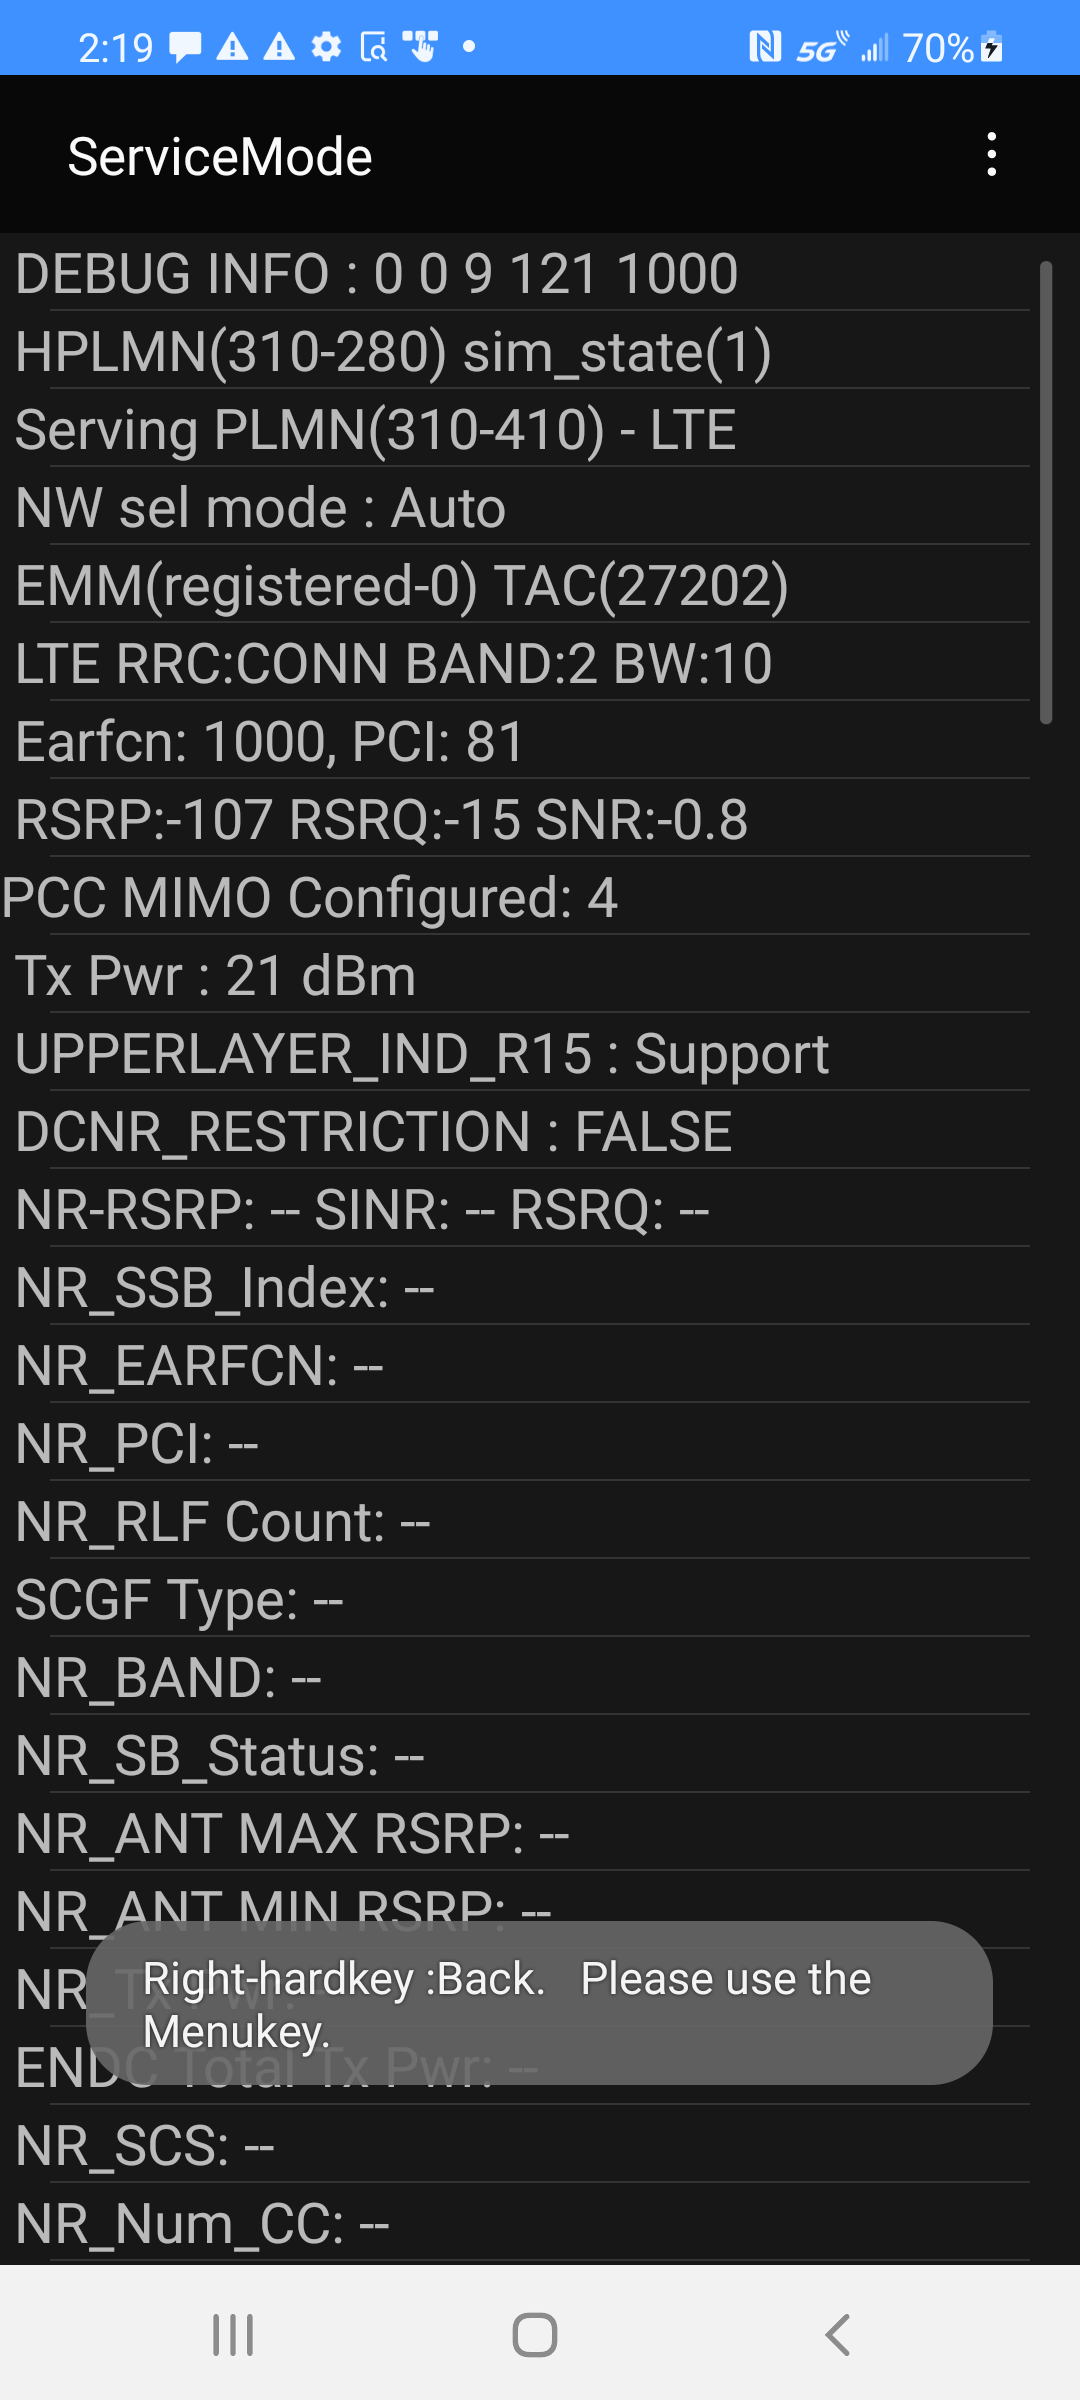 2:19 5G 70%
ServiceMode
DEBUG INFO : 0 0 9 121 1000
HPLMN(310-280) sim_state(1)
Serving PLMN(310-410) - LTE
NW sel mode : Auto
EMM(registered-0) TAC(27202)
LTE RRC:CONN BAND:2 BW:10
Earfcn: 1000, PCI: 81
RSRP:-107 RSRQ:-15 SNR:-0.8
PCC MIMO Configured: 4
Tx Pwr : 21 dBm
UPPERLAYER_IND_R15 : Support
DCNR_RESTRICTION : FALSE
NR-RSRP: -- SINR: -- RSRQ: --
NR_SSB_Index: --
NR_EARFCN: --
NR_PCI: --
NR_RLF Count: --
SCGF Type: --
NR_BAND: --
NR_SB_Status: --
NR_ANT MAX RSRP: --
NR_ANT MIN RSRP: --
NR_Tx Pwr:
Right-hardkey :Back. Please use the
Menukey.
ENDC Total Tx Pwr: --
NR_SCS: --
NR_Num_CC: --